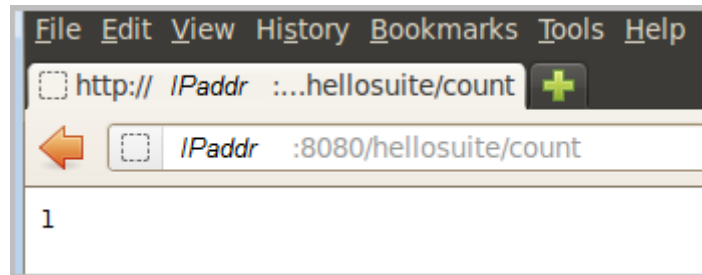 File Edit View History Bookmarks Tools Help
http:// IPaddr :...hellosuite/count
IPaddr :8080/hellosuite/count
1